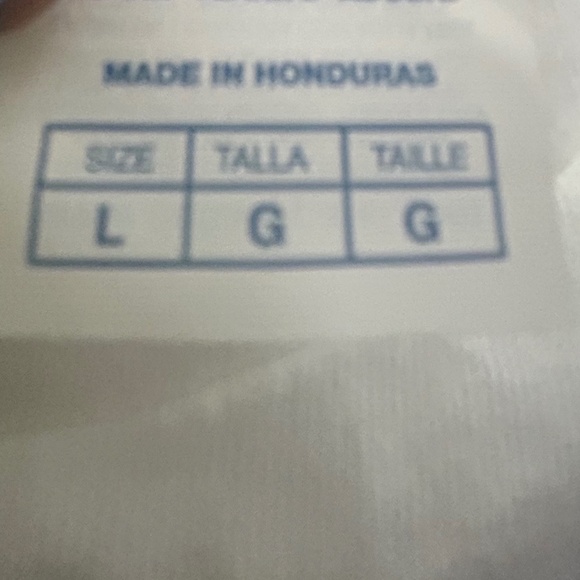 MADE IN HONDURAS
SIZE TALLA TAILLE
L G G